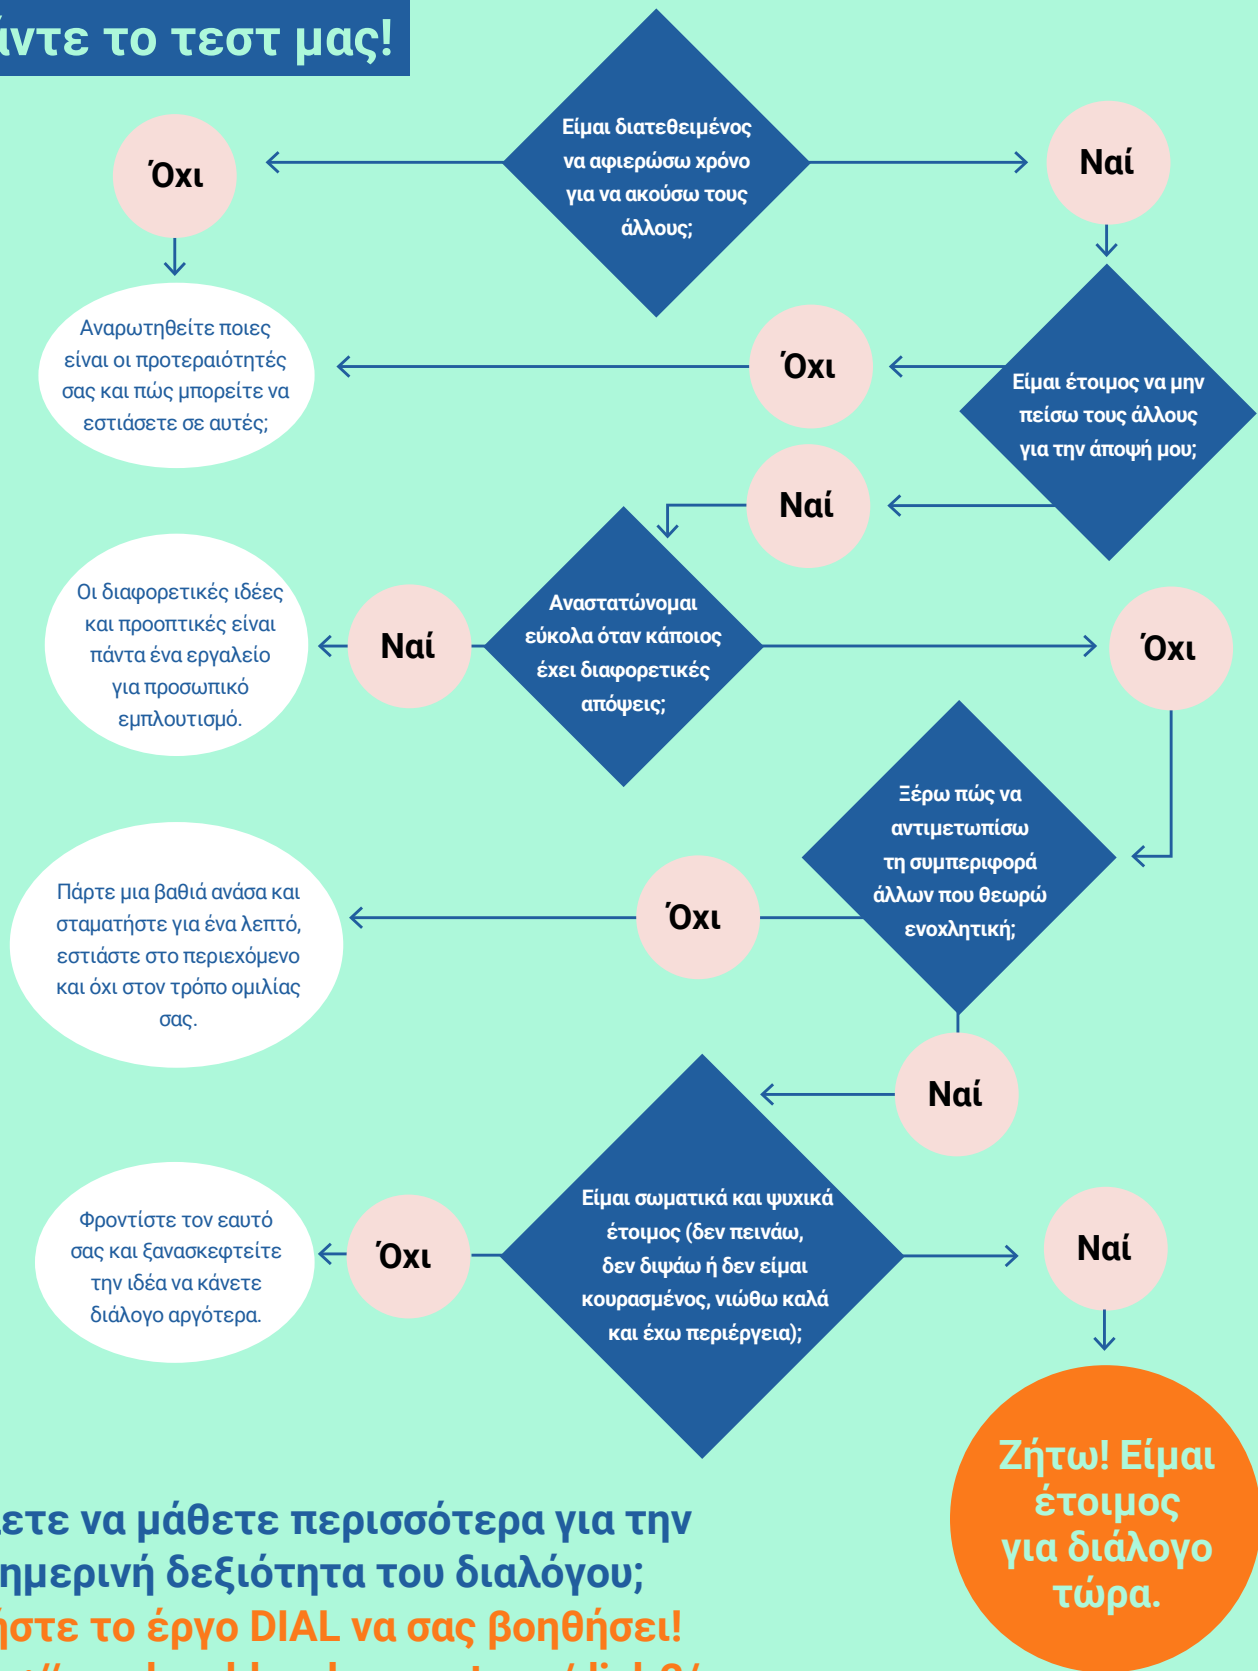 το τεστ μας!
Είμαι διατεθειμένος
να αφιερώσω χρόνο
για να ακούσω τους
άλλους;
Όχι
Ναί
Αναρωτηθείτε ποιες
είναι οι προτεραιότητές
σας και πώς μπορείτε να
εστιάσετε σε αυτές;
Όχι
Είμαι έτοιμος να μην
πείσω τους άλλους
για την άποψή μου;
Ναί
Αναστατώνομαι
εύκολα όταν κάποιος
έχει διαφορετικές
απόψεις;
Ναί
Οι διαφορετικές ιδέες
και προοπτικές είναι
πάντα ένα εργαλείο
για προσωπικό
εμπλουτισμό.
Όχι
Ξέρω πώς να
αντιμετωπίσω
τη συμπεριφορά
άλλων που θεωρώ
ενοχλητική;
Όχι
Πάρτε μια βαθιά ανάσα και
σταματήστε για ένα λεπτό,
εστιάστε στο περιεχόμενο
και όχι στον τρόπο ομιλίας
σας.
Ναί
Είμαι σωματικά και ψυχικά
έτοιμος (δεν πεινάω,
δεν διψάω ή δεν είμαι
κουρασμένος, νιώθω καλά
και έχω περιέργεια);
Όχι
Φροντίστε τον εαυτό
σας και ξανασκεφτείτε
την ιδέα να κάνετε
διάλογο αργότερα.
Ναί
Ζήτω! Είμαι
έτοιμος
για διάλογο
τώρα.
να μάθετε περισσότερα για την
δεξιότητα του διαλόγου;
το έργο DIAL να σας βοηθήσει!